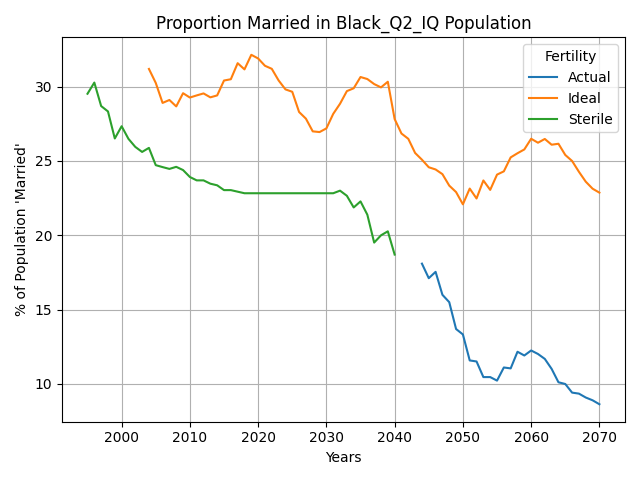 Proportion Married in Black_Q2_IQ Population
% of Population 'Married'
30
25
20
15
10
Fertility
Actual
Ideal
Sterile
2000 2010 2020 2030 2040 2050 2060 2070
Years